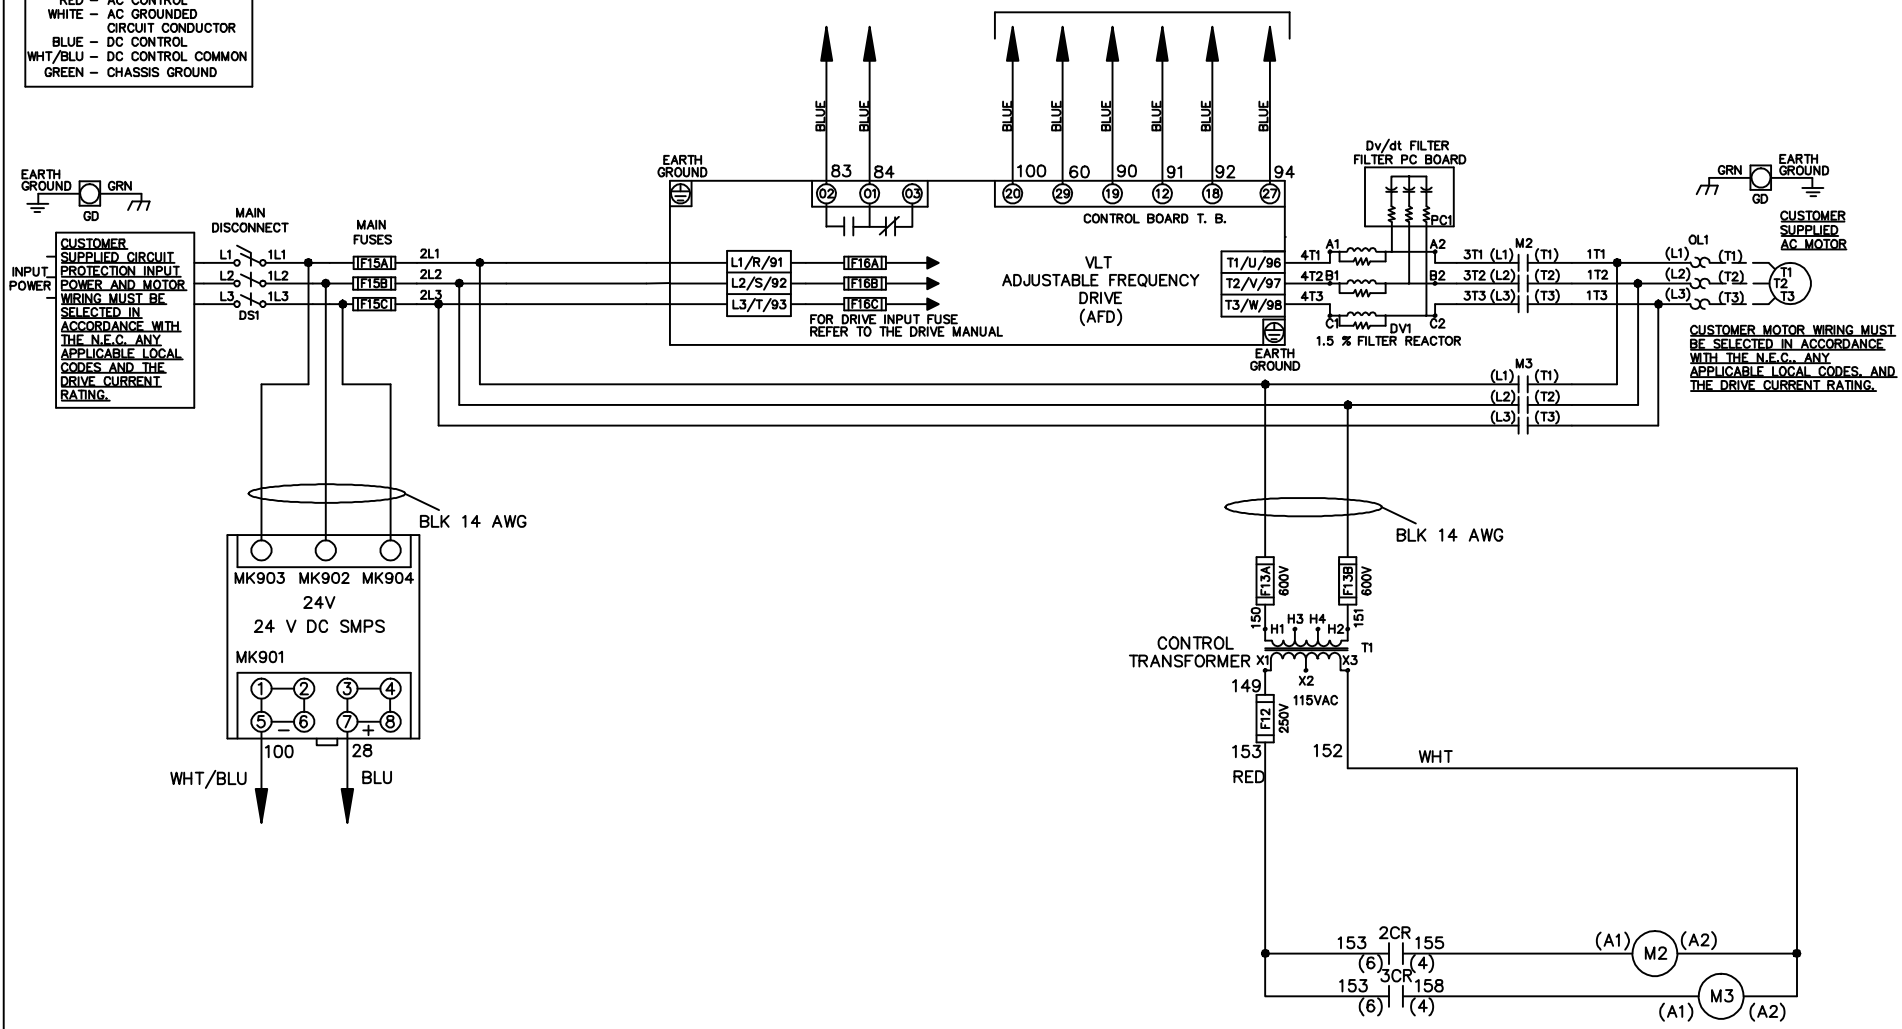 RED – AC CONTROL
WHITE – AC GROUNDED
CIRCUIT CONDUCTOR
BLUE – DC CONTROL
WHT/BLU – DC CONTROL COMMON
GREEN – CHASSIS GROUND
BLUE
BLUE
BLUE
BLUE
BLUE
BLUE
BLUE
BLUE
EARTH
GROUND
GRN
GD
MAIN
DISCONNECT
MAIN
FUSES
INPUT
POWER
CUSTOMER
SUPPLIED CIRCUIT
PROTECTION INPUT
POWER AND MOTOR
WIRING MUST BE
SELECTED IN
ACCORDANCE WITH
THE N.E.C. ANY
APPLICABLE LOCAL
CODES AND THE
DRIVE CURRENT
RATING.
L1 1L1 F15A 2L1
L2 1L2 F15B 2L2
L3 1L3 F15C 2L3
DS1
EARTH
GROUND
83 84
02 01 03
100 60 90 91 92 94
20 29 19 12 18 27
CONTROL BOARD T. B.
L1/R/91 F16A
L2/S/92 F16B
L3/T/93 F16C
FOR DRIVE INPUT FUSE
REFER TO THE DRIVE MANUAL
VLT
ADJUSTABLE FREQUENCY
DRIVE
(AFD)
T1/U/96 4T1 A1 A2
T2/V/97 4T2 B1 B2
T3/W/98 4T3 C1 C2
EARTH
GROUND
Dv/dt FILTER
FILTER PC BOARD
PC1
DV1
1.5 % FILTER REACTOR
M2
3T1 (L1) (T1) 1T1
3T2 (L2) (T2) 1T2
3T3 (L3) (T3) 1T3
OL1
(L1) (T1)
(L2) (T2)
(L3) (T3)
T1
T2
T3
GRN
EARTH
GROUND
GD
CUSTOMER
SUPPLIED
AC MOTOR
CUSTOMER MOTOR WIRING MUST
BE SELECTED IN ACCORDANCE
WITH THE N.E.C., ANY
APPLICABLE LOCAL CODES, AND
THE DRIVE CURRENT RATING.
M3
(L1) (T1)
(L2) (T2)
(L3) (T3)
BLK 14 AWG
BLK 14 AWG
MK903 MK902 MK904
24V
24 V DC SMPS
MK901
1 2 3 4
5 6 7 8
– +
100 28
WHT/BLU BLU
F13A 600V
F13B 600V
150 151
H1 H3 H4 H2
T1
CONTROL
TRANSFORMER
X1 X3
X2
149 115VAC
F12 250V
153 152
RED
WHT
2CR
153 155 (A1) M2 (A2)
(6) (4)
3CR
153 158 M3
(6) (4) (A1) (A2)